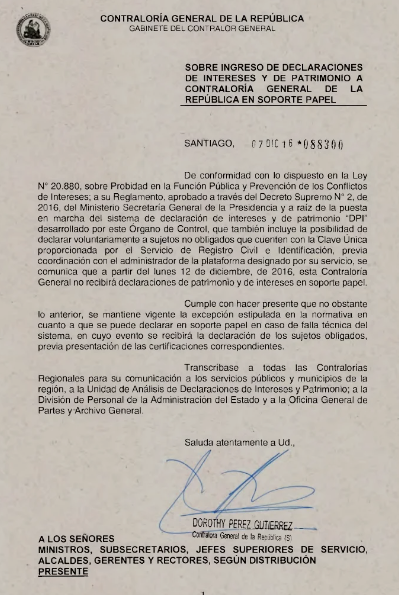 CONTRALORÍA GENERAL DE LA REPÚBLICA
GABINETE DEL CONTRALOR GENERAL
SOBRE INGRESO DE DECLARACIONES
DE INTERESES Y DE PATRIMONIO A
CONTRALORÍA GENERAL DE LA
REPÚBLICA EN SOPORTE PAPEL
SANTIAGO, 07 DIC 16 *088300
De conformidad con lo dispuesto en la Ley
N° 20.880, sobre Probidad en la Función Pública y Prevención de los Conflictos
de Intereses; a su Reglamento, aprobado a través del Decreto Supremo N° 2, de
2016, del Ministerio Secretaría General de la Presidencia y a raíz de la puesta
en marcha del sistema de declaración de intereses y de patrimonio "DPI"
desarrollado por este Órgano de Control, que también incluye la posibilidad de
declarar voluntariamente a sujetos no obligados que cuenten con la Clave Única
proporcionada por el Servicio de Registro Civil e Identificación, previa
coordinación con el administrador de la plataforma designado por su servicio, se
comunica que a partir del lunes 12 de diciembre, de 2016, esta Contraloría
General no recibirá declaraciones de patrimonio y de intereses en soporte papel.
Cumple con hacer presente que no obstante
lo anterior, se mantiene vigente la excepción estipulada en la normativa en
cuanto a que se puede declarar en soporte papel en caso de falla técnica del
sistema, en cuyo evento se recibirá la declaración de los sujetos obligados,
previa presentación de las certificaciones correspondientes.
Transcríbase a todas las Contralorías
Regionales para su comunicación a los servicios públicos y municipios de la
región, a la Unidad de Análisis de Declaraciones de Intereses y Patrimonio; a la
División de Personal de la Administración del Estado y a la Oficina General de
Partes y Archivo General.
Saluda atentamente a Ud.,
DOROTHY PEREZ GUTIERREZ
Contralora General de la República (S)
A LOS SEÑORES
MINISTROS, SUBSECRETARIOS, JEFES SUPERIORES DE SERVICIO,
ALCALDES, GERENTES Y RECTORES, SEGÚN DISTRIBUCIÓN
PRESENTE